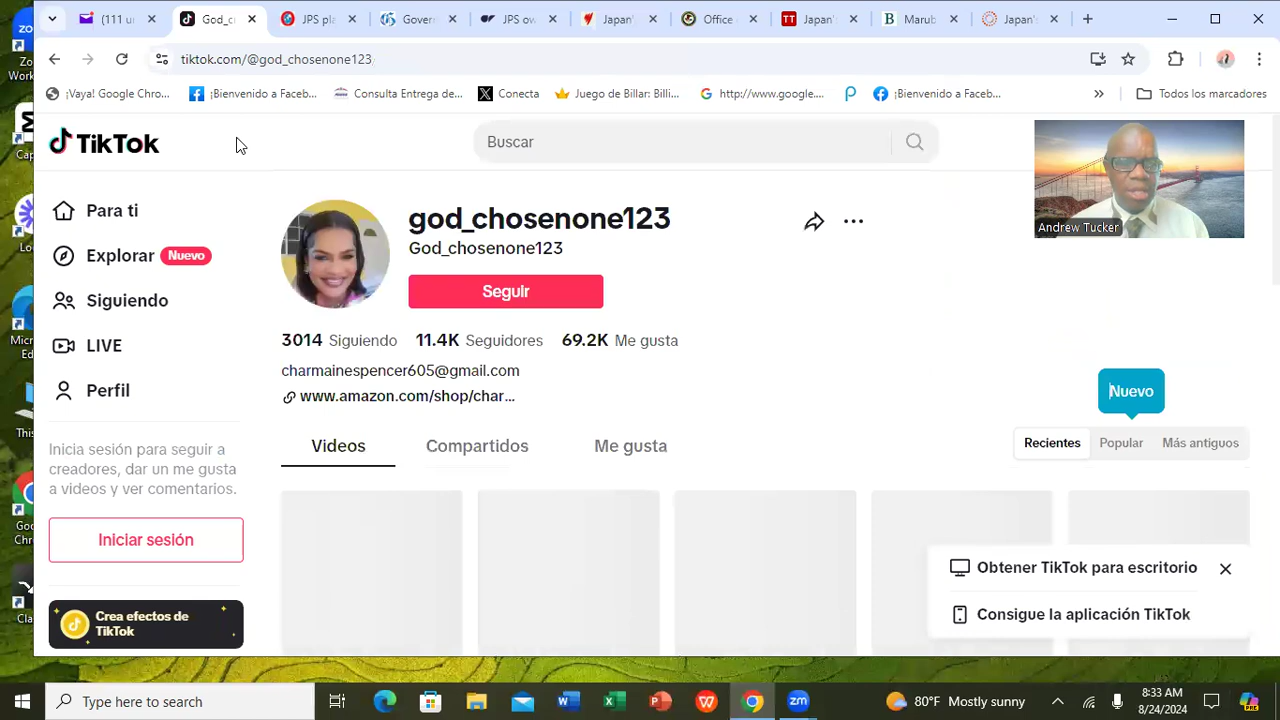 (111 u
God_c
JPS pl
Gover
JPS ov
Japan'
Office
Japan'
Marub
Japan's
tiktok.com/@god_chosenone123
¡Vaya! Google Chro...
¡Bienvenido a Faceb...
Consulta Entrega de...
Conecta
Juego de Billar: Billi...
http://www.google....
¡Bienvenido a Faceb...
»
Todos los marcadores
TikTok
Buscar
Andrew Tucker
Para ti
Explorar Nuevo
Siguiendo
LIVE
Perfil
Inicia sesión para seguir a
creadores, dar un me gusta
a videos y ver comentarios.
Iniciar sesión
Crea efectos de
TikTok
god_chosenone123
God_chosenone123
Seguir
3014 Siguiendo 11.4K Seguidores 69.2K Me gusta
charmainespencer605@gmail.com
www.amazon.com/shop/char...
Videos Compartidos Me gusta
Nuevo
Recientes Popular Más antiguos
Obtener TikTok para escritorio
Consigue la aplicación TikTok
Type here to search
80°F Mostly sunny
8:33 AM
8/24/2024